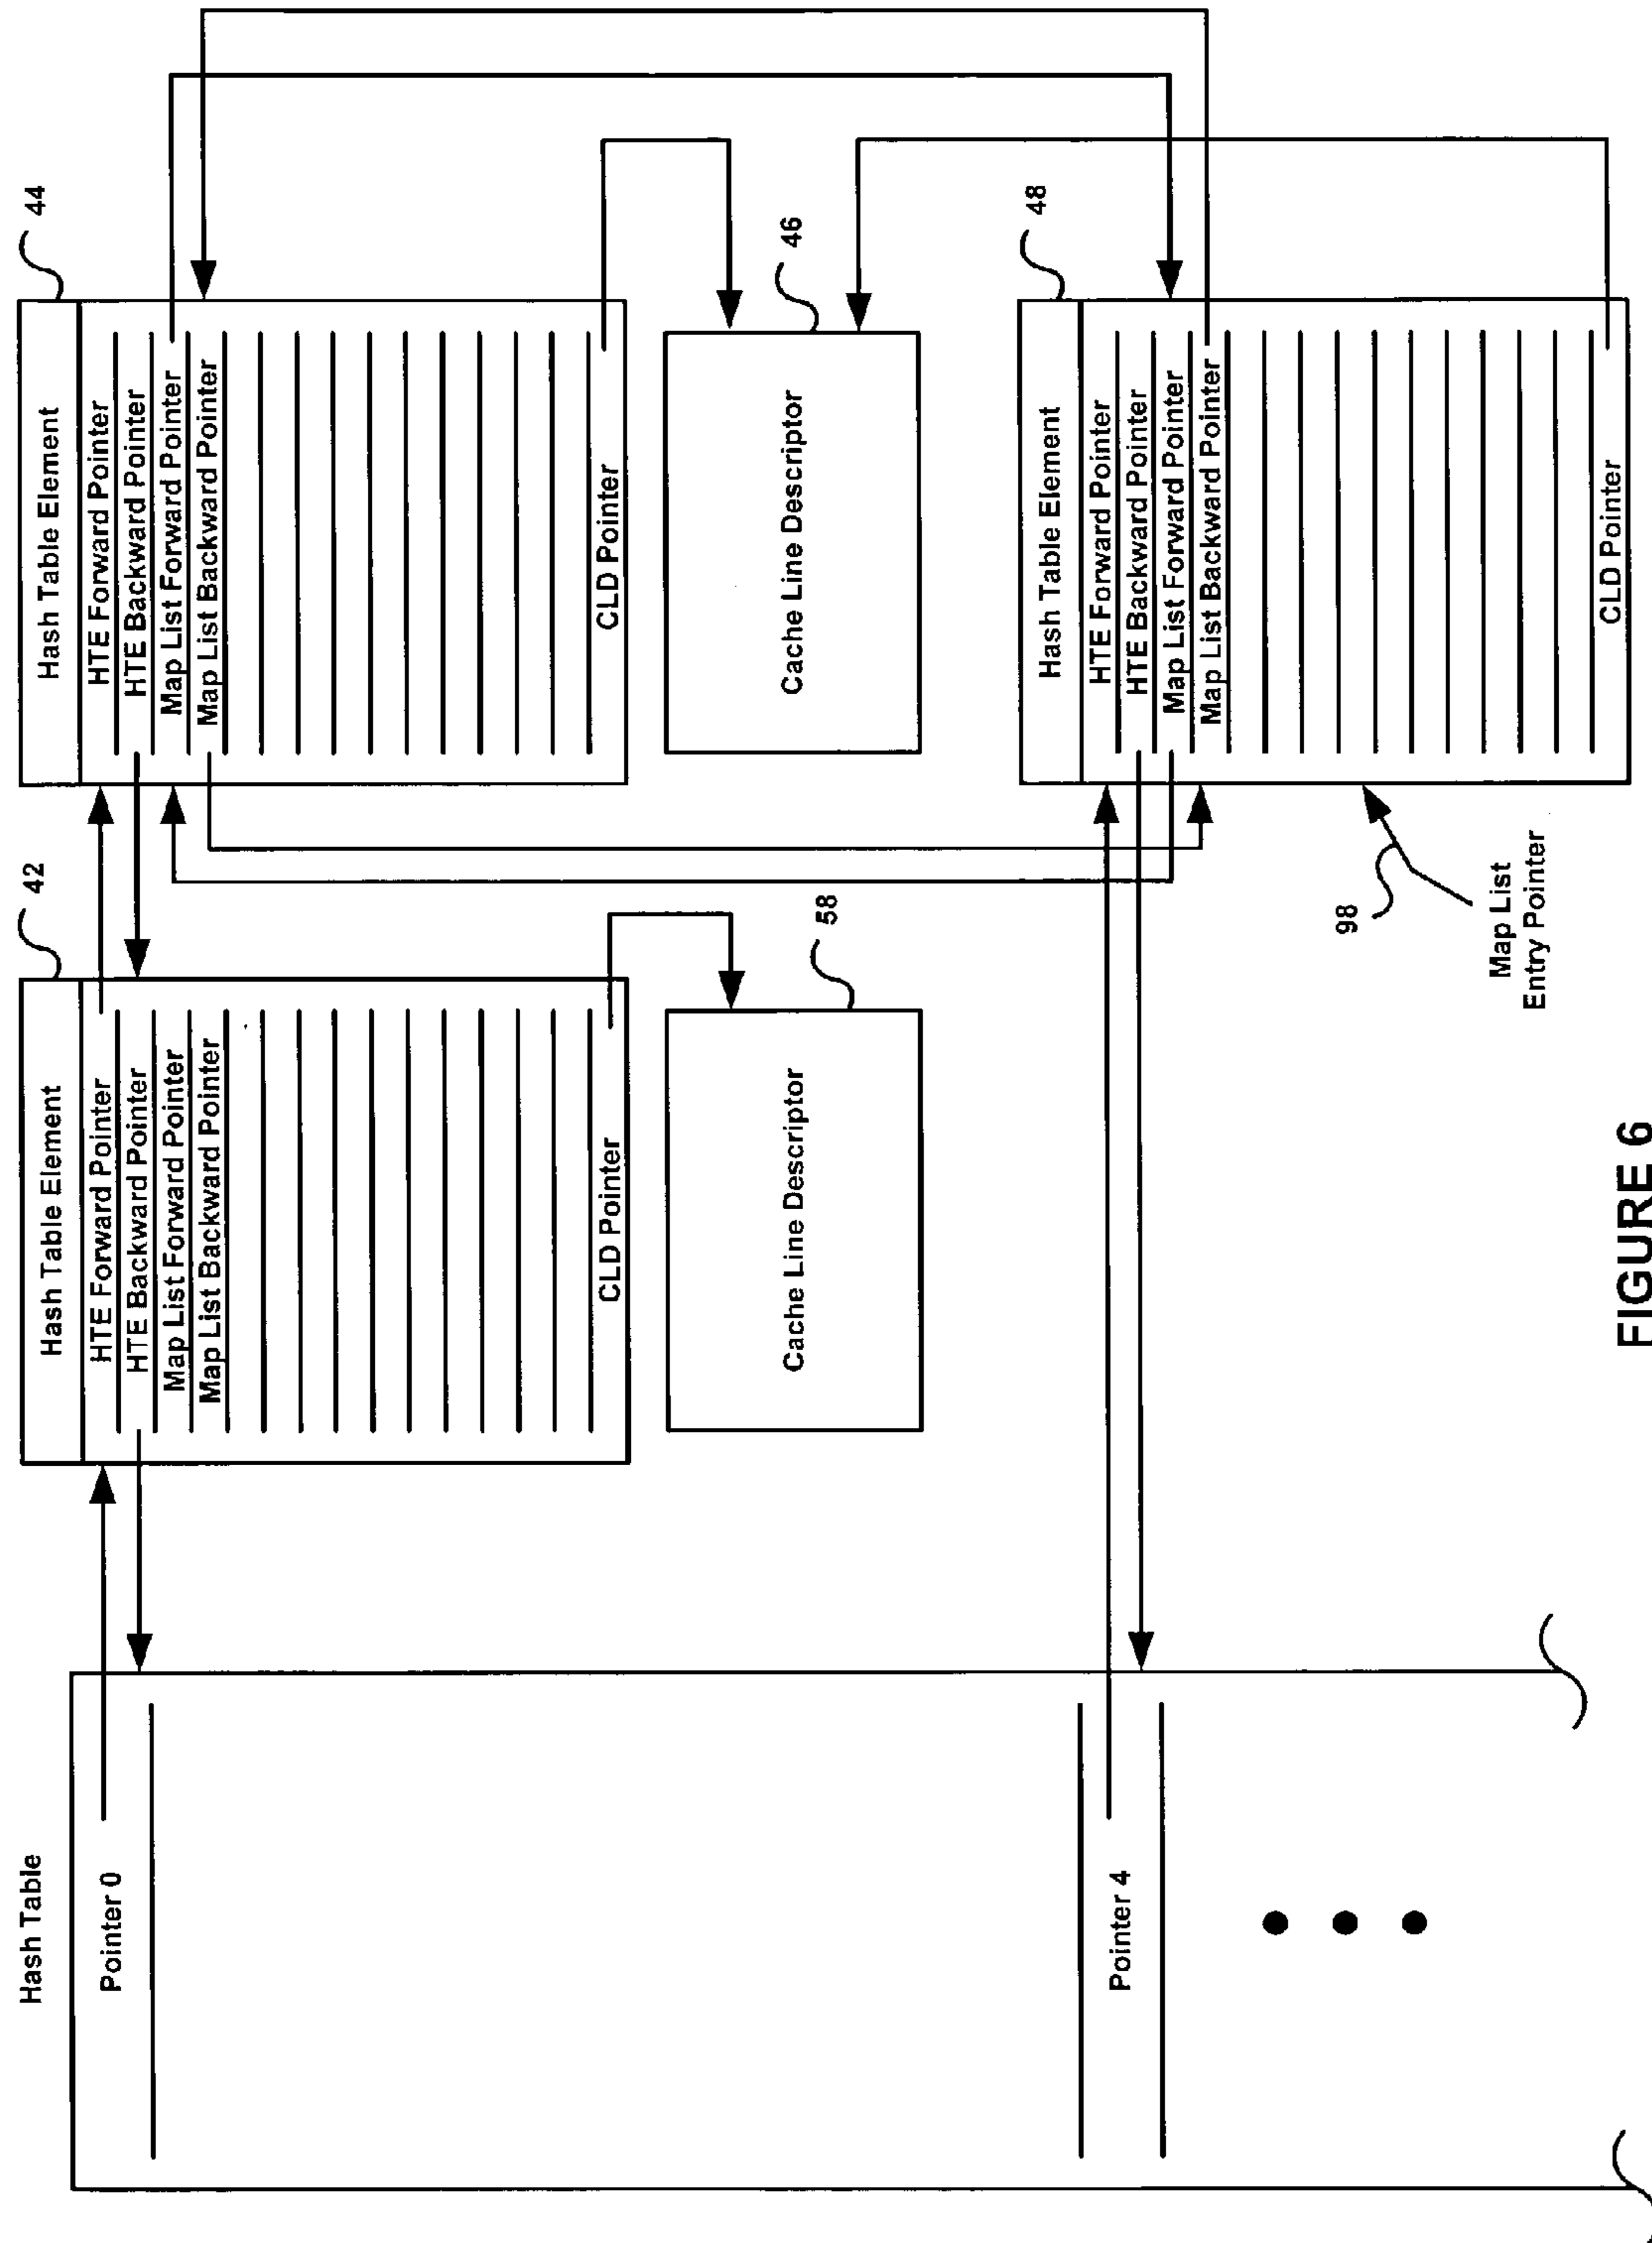 Hash Table
Pointer 0
Pointer 4
42
Hash Table Element
HTE Forward Pointer
HTE Backward Pointer
Map List Forward Pointer
Map List Backward Pointer
CLD Pointer
Cache Line Descriptor
58
44
Hash Table Element
HTE Forward Pointer
HTE Backward Pointer
Map List Forward Pointer
Map List Backward Pointer
CLD Pointer
Cache Line Descriptor
46
48
Hash Table Element
HTE Forward Pointer
HTE Backward Pointer
Map List Forward Pointer
Map List Backward Pointer
CLD Pointer
98
Map List
Entry Pointer
FIGURE 6